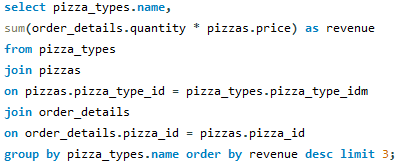 select pizza_types.name,
sum(order_details.quantity * pizzas.price) as revenue
from pizza_types
join pizzas
on pizzas.pizza_type_id = pizza_types.pizza_type_idm
join order_details
on order_details.pizza_id = pizzas.pizza_id
group by pizza_types.name order by revenue desc limit 3;